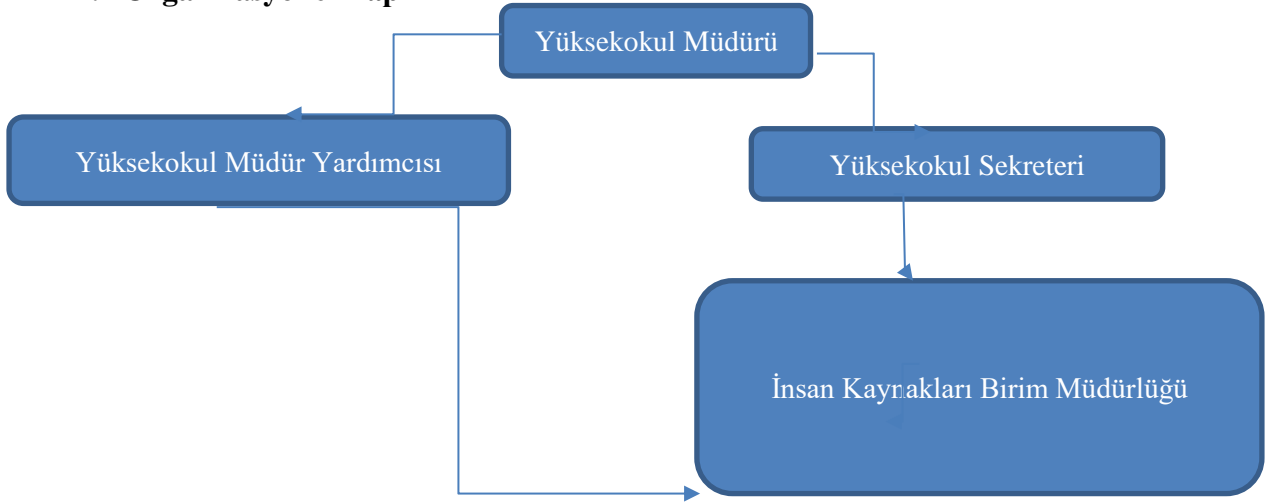 Yüksekokul Müdürü
Yüksekokul Müdür Yardımcısı
Yüksekokul Sekreteri
İnsan Kaynakları Birim Müdürlüğü